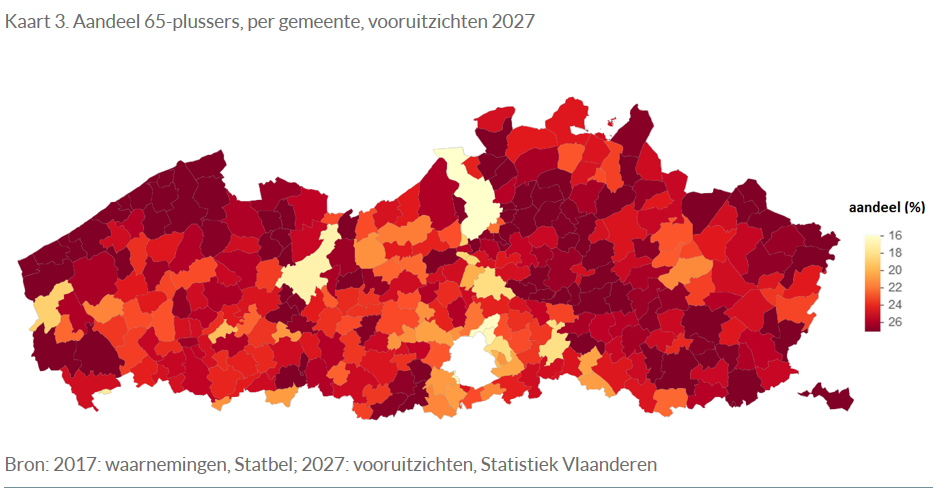 Kaart 3. Aandeel 65-plussers, per gemeente, vooruitzichten 2027
aandeel (%)
16
18
20
22
24
26
Bron: 2017: waarnemingen, Statbel; 2027: vooruitzichten, Statistiek Vlaanderen